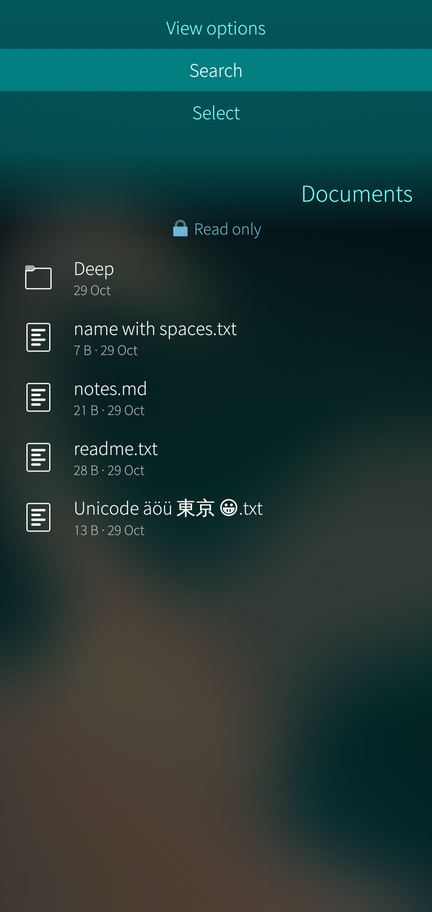 View options
Search
Select
Documents
Read only
Deep
29 Oct
name with spaces.txt
7 B · 29 Oct
notes.md
21 B · 29 Oct
readme.txt
28 B · 29 Oct
Unicode äöü 東京 😀.txt
13 B · 29 Oct